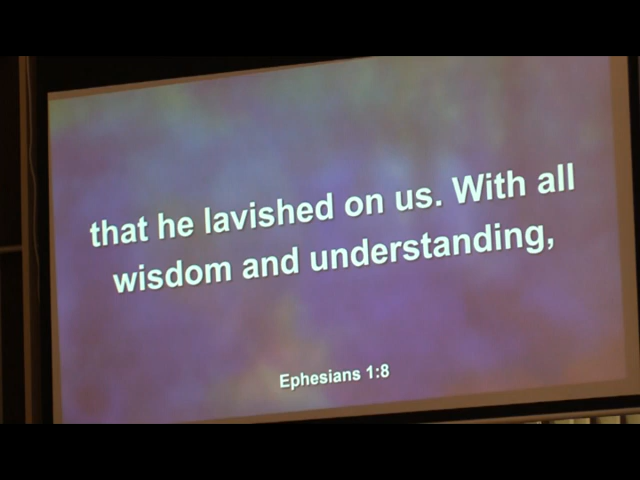 that he lavished on us. With all
wisdom and understanding,
Ephesians 1:8